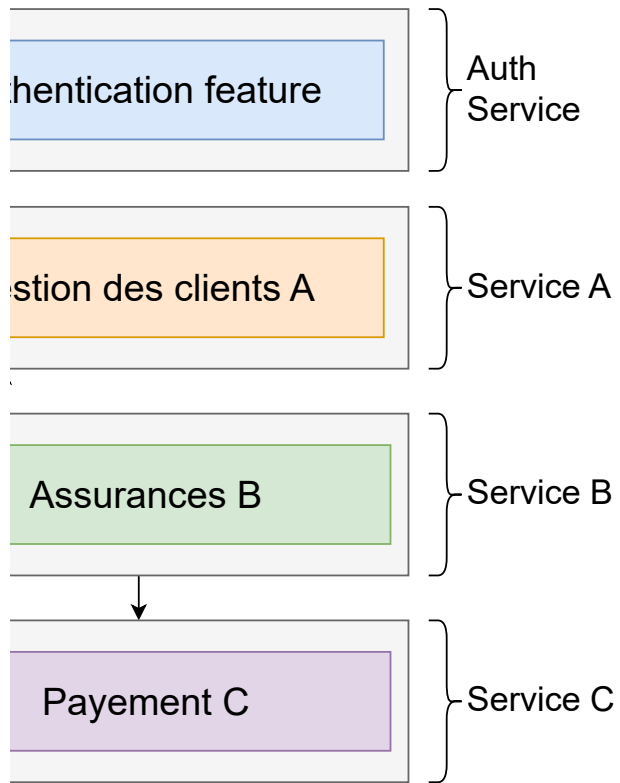 thentication feature
Auth
Service
estion des clients A
Service A
Assurances B
Service B
Payement C
Service C